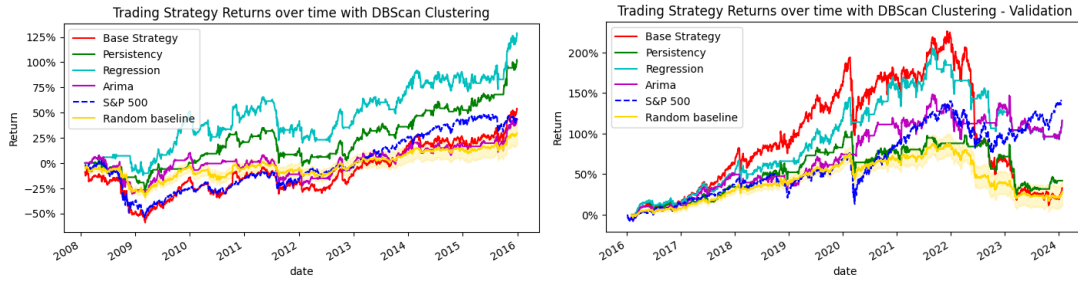 Trading Strategy Returns over time with DBScan Clustering
125%
100%
75%
50%
25%
0%
−25%
−50%
Return
Base Strategy
Persistency
Regression
Arima
S&P 500
Random baseline
2008
2009
2010
2011
2012
2013
2014
2015
2016
date
Trading Strategy Returns over time with DBScan Clustering - Validation
200%
150%
100%
50%
0%
Return
Base Strategy
Persistency
Regression
Arima
S&P 500
Random baseline
2016
2017
2018
2019
2020
2021
2022
2023
2024
date